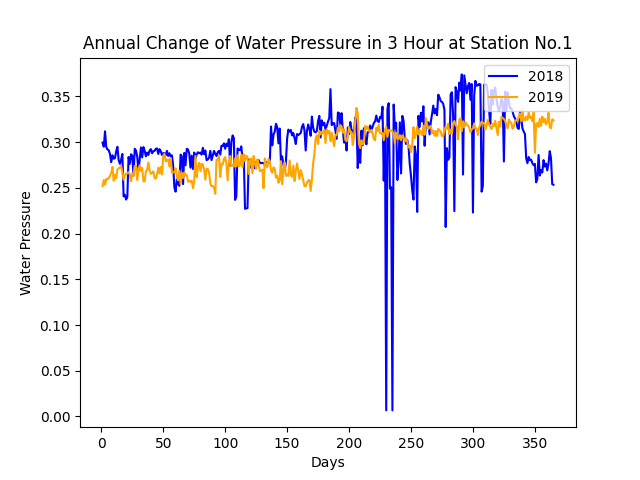 Annual Change of Water Pressure in 3 Hour at Station No.1
2018
2019
0.35
0.30
0.25
0.20
0.15
0.10
0.05
0.00
Water Pressure
0 50 100 150 200 250 300 350
Days